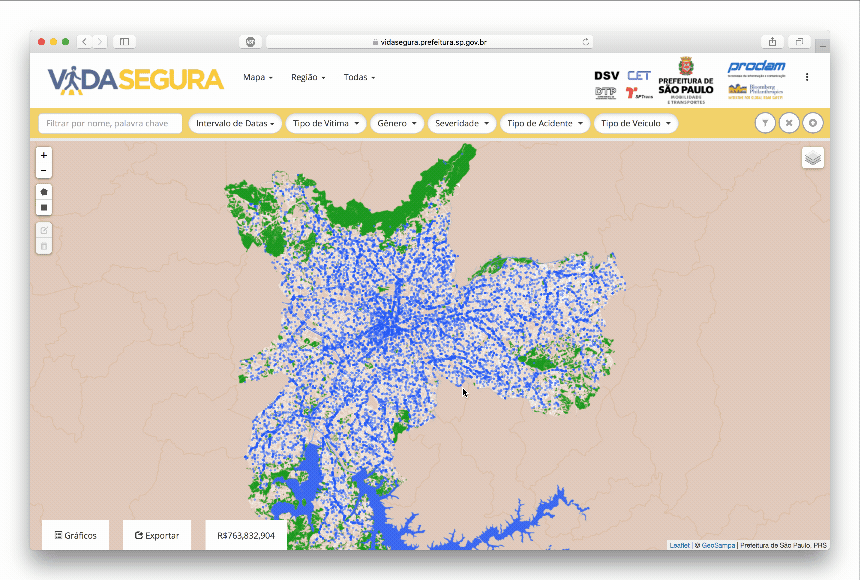 vidasegura.prefeitura.sp.gov.br
VIDASEGURA
Mapa
Região
Todas
DSV
CET
DTP
SPTrans
PREFEITURA DE
SÃO PAULO
MOBILIDADE
E TRANSPORTES
prodam
Bloomberg
Philanthropies
Filtrar por nome, palavra chave
Intervalo de Datas
Tipo de Vítima
Gênero
Severidade
Tipo de Acidente
Tipo de Veículo
+
−
Gráficos
Exportar
R$763,832,904
Leaflet | © GeoSampa | Prefeitura de São Paulo, PHS